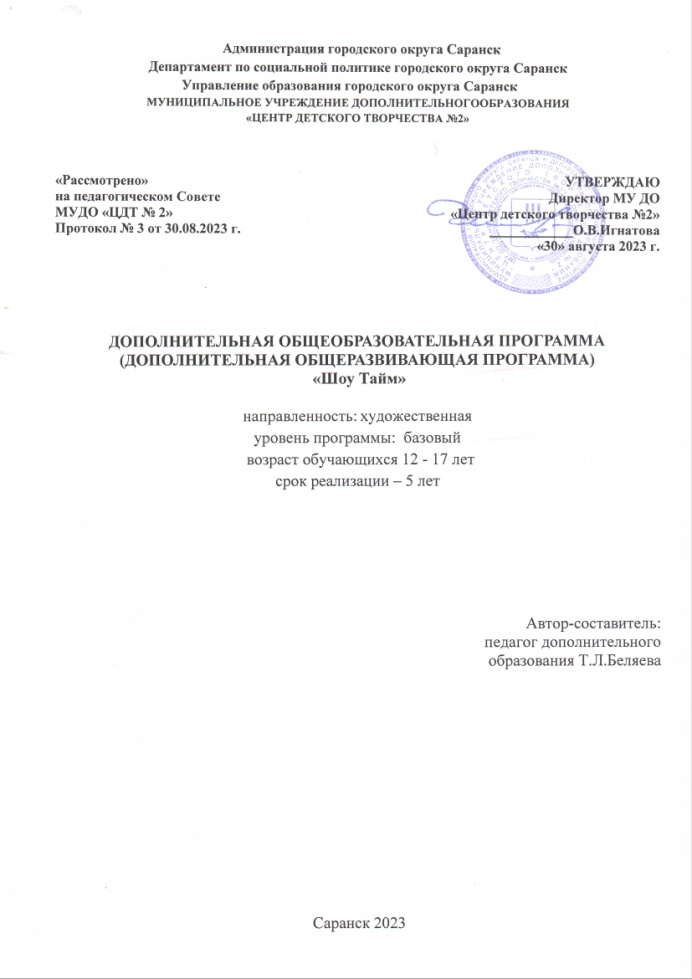 Администрация городского округа Саранск
Департамент по социальной политике городского округа Саранск
Управление образования городского округа Саранск
МУНИЦИПАЛЬНОЕ УЧРЕЖДЕНИЕ ДОПОЛНИТЕЛЬНОГООБРАЗОВАНИЯ
«ЦЕНТР ДЕТСКОГО ТВОРЧЕСТВА №2»
«Рассмотрено»
на педагогическом Совете
МУДО «ЦДТ № 2»
Протокол № 3 от 30.08.2023 г.
УТВЕРЖДАЮ
Директор МУ ДО
«Центр детского творчества №2»
О.В.Игнатова
«30» августа 2023 г.
ДОПОЛНИТЕЛЬНАЯ ОБЩЕОБРАЗОВАТЕЛЬНАЯ ПРОГРАММА
(ДОПОЛНИТЕЛЬНАЯ ОБЩЕРАЗВИВАЮЩАЯ ПРОГРАММА)
«Шоу Тайм»
направленность: художественная
уровень программы: базовый
возраст обучающихся 12 - 17 лет
срок реализации – 5 лет
Автор-составитель:
педагог дополнительного
образования Т.Л.Беляева
Саранск 2023